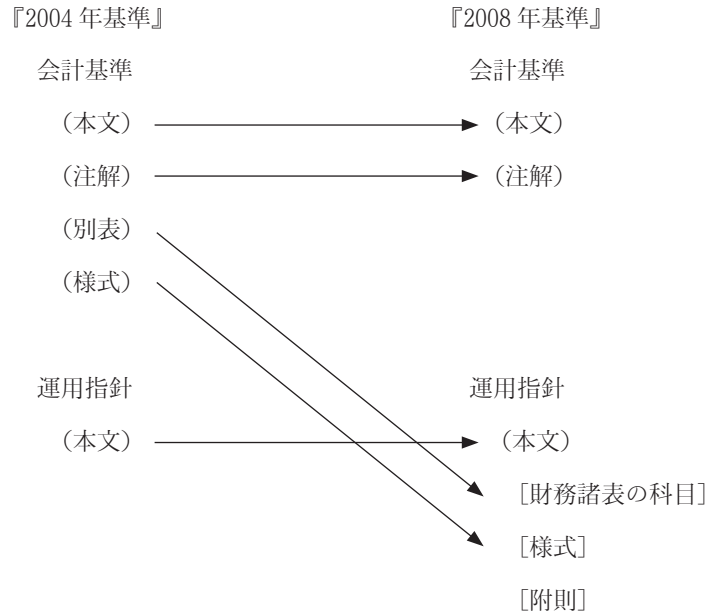 『2004 年基準』 『2008 年基準』
会計基準 会計基準
（本文） （本文）
（注解） （注解）
（別表）
（様式）
運用指針 運用指針
（本文） （本文）
［財務諸表の科目］
［様式］
［附則］